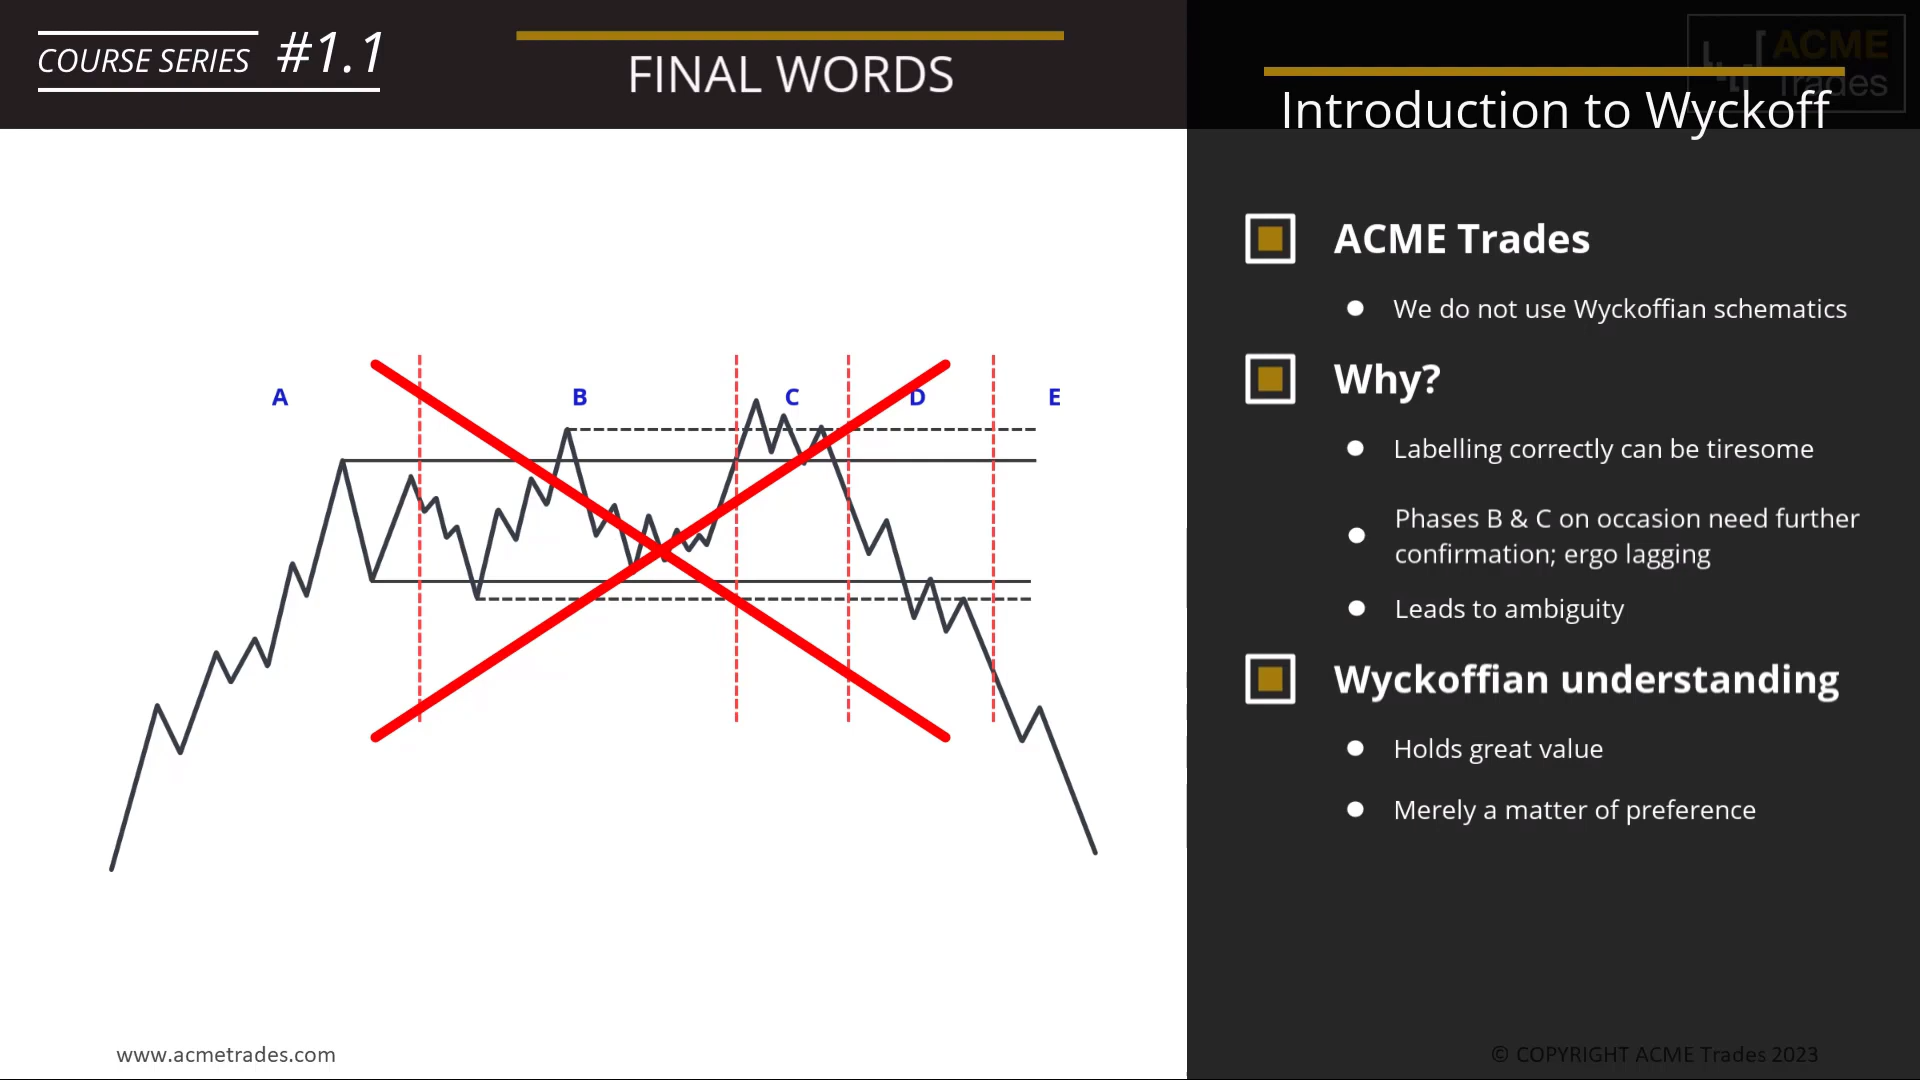 COURSE SERIES #1.1
FINAL WORDS
ACME
Trades
Introduction to Wyckoff
A
B
C
D
E
ACME Trades
We do not use Wyckoffian schematics
Why?
Labelling correctly can be tiresome
Phases B & C on occasion need further
confirmation; ergo lagging
Leads to ambiguity
Wyckoffian understanding
Holds great value
Merely a matter of preference
www.acmetrades.com
© COPYRIGHT ACME Trades 2023